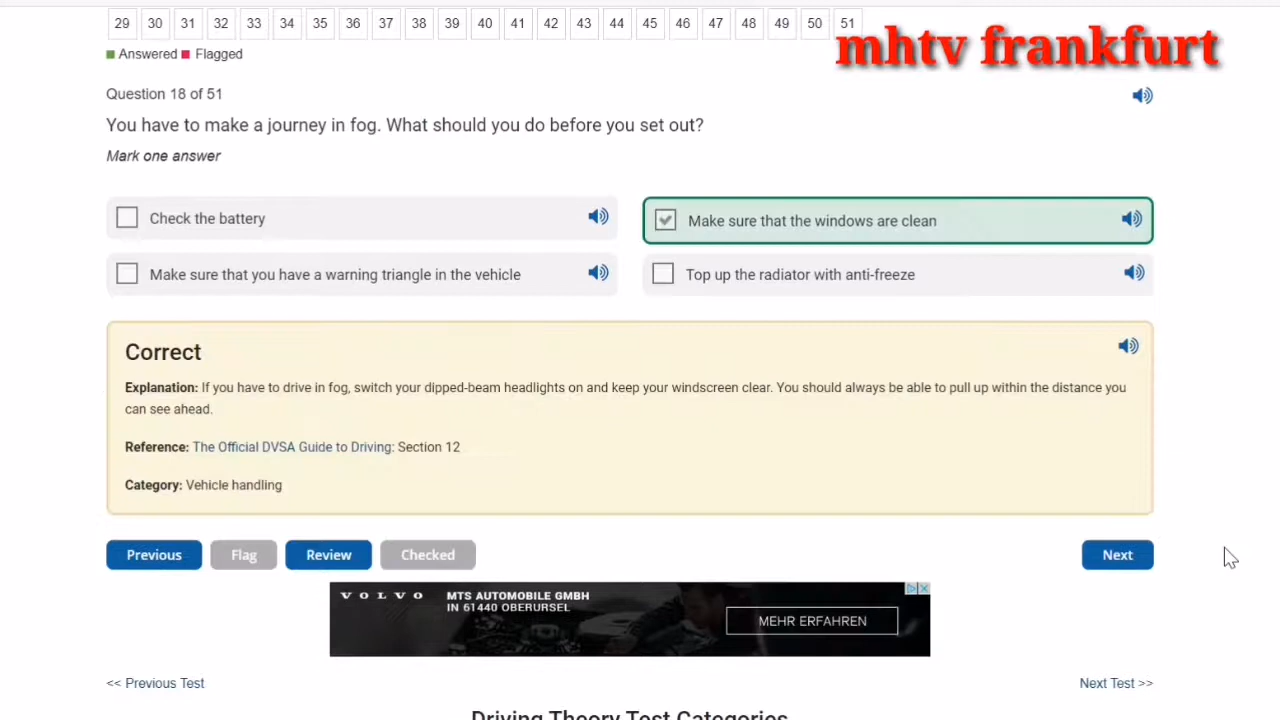 29 30 31 32 33 34 35 36 37 38 39 40 41 42 43 44 45 46 47 48 49 50 51
mhtv frankfurt
Answered Flagged
Question 18 of 51
You have to make a journey in fog. What should you do before you set out?
Mark one answer
Check the battery
Make sure that the windows are clean
Make sure that you have a warning triangle in the vehicle
Top up the radiator with anti-freeze
Correct
Explanation: If you have to drive in fog, switch your dipped-beam headlights on and keep your windscreen clear. You should always be able to pull up within the distance you
can see ahead.
Reference: The Official DVSA Guide to Driving: Section 12
Category: Vehicle handling
Previous Flag Review Checked Next
VOLVO MTS AUTOMOBILE GMBH
IN 61440 OBERURSEL
MEHR ERFAHREN
<< Previous Test Next Test >>
Driving Theory Test Categories